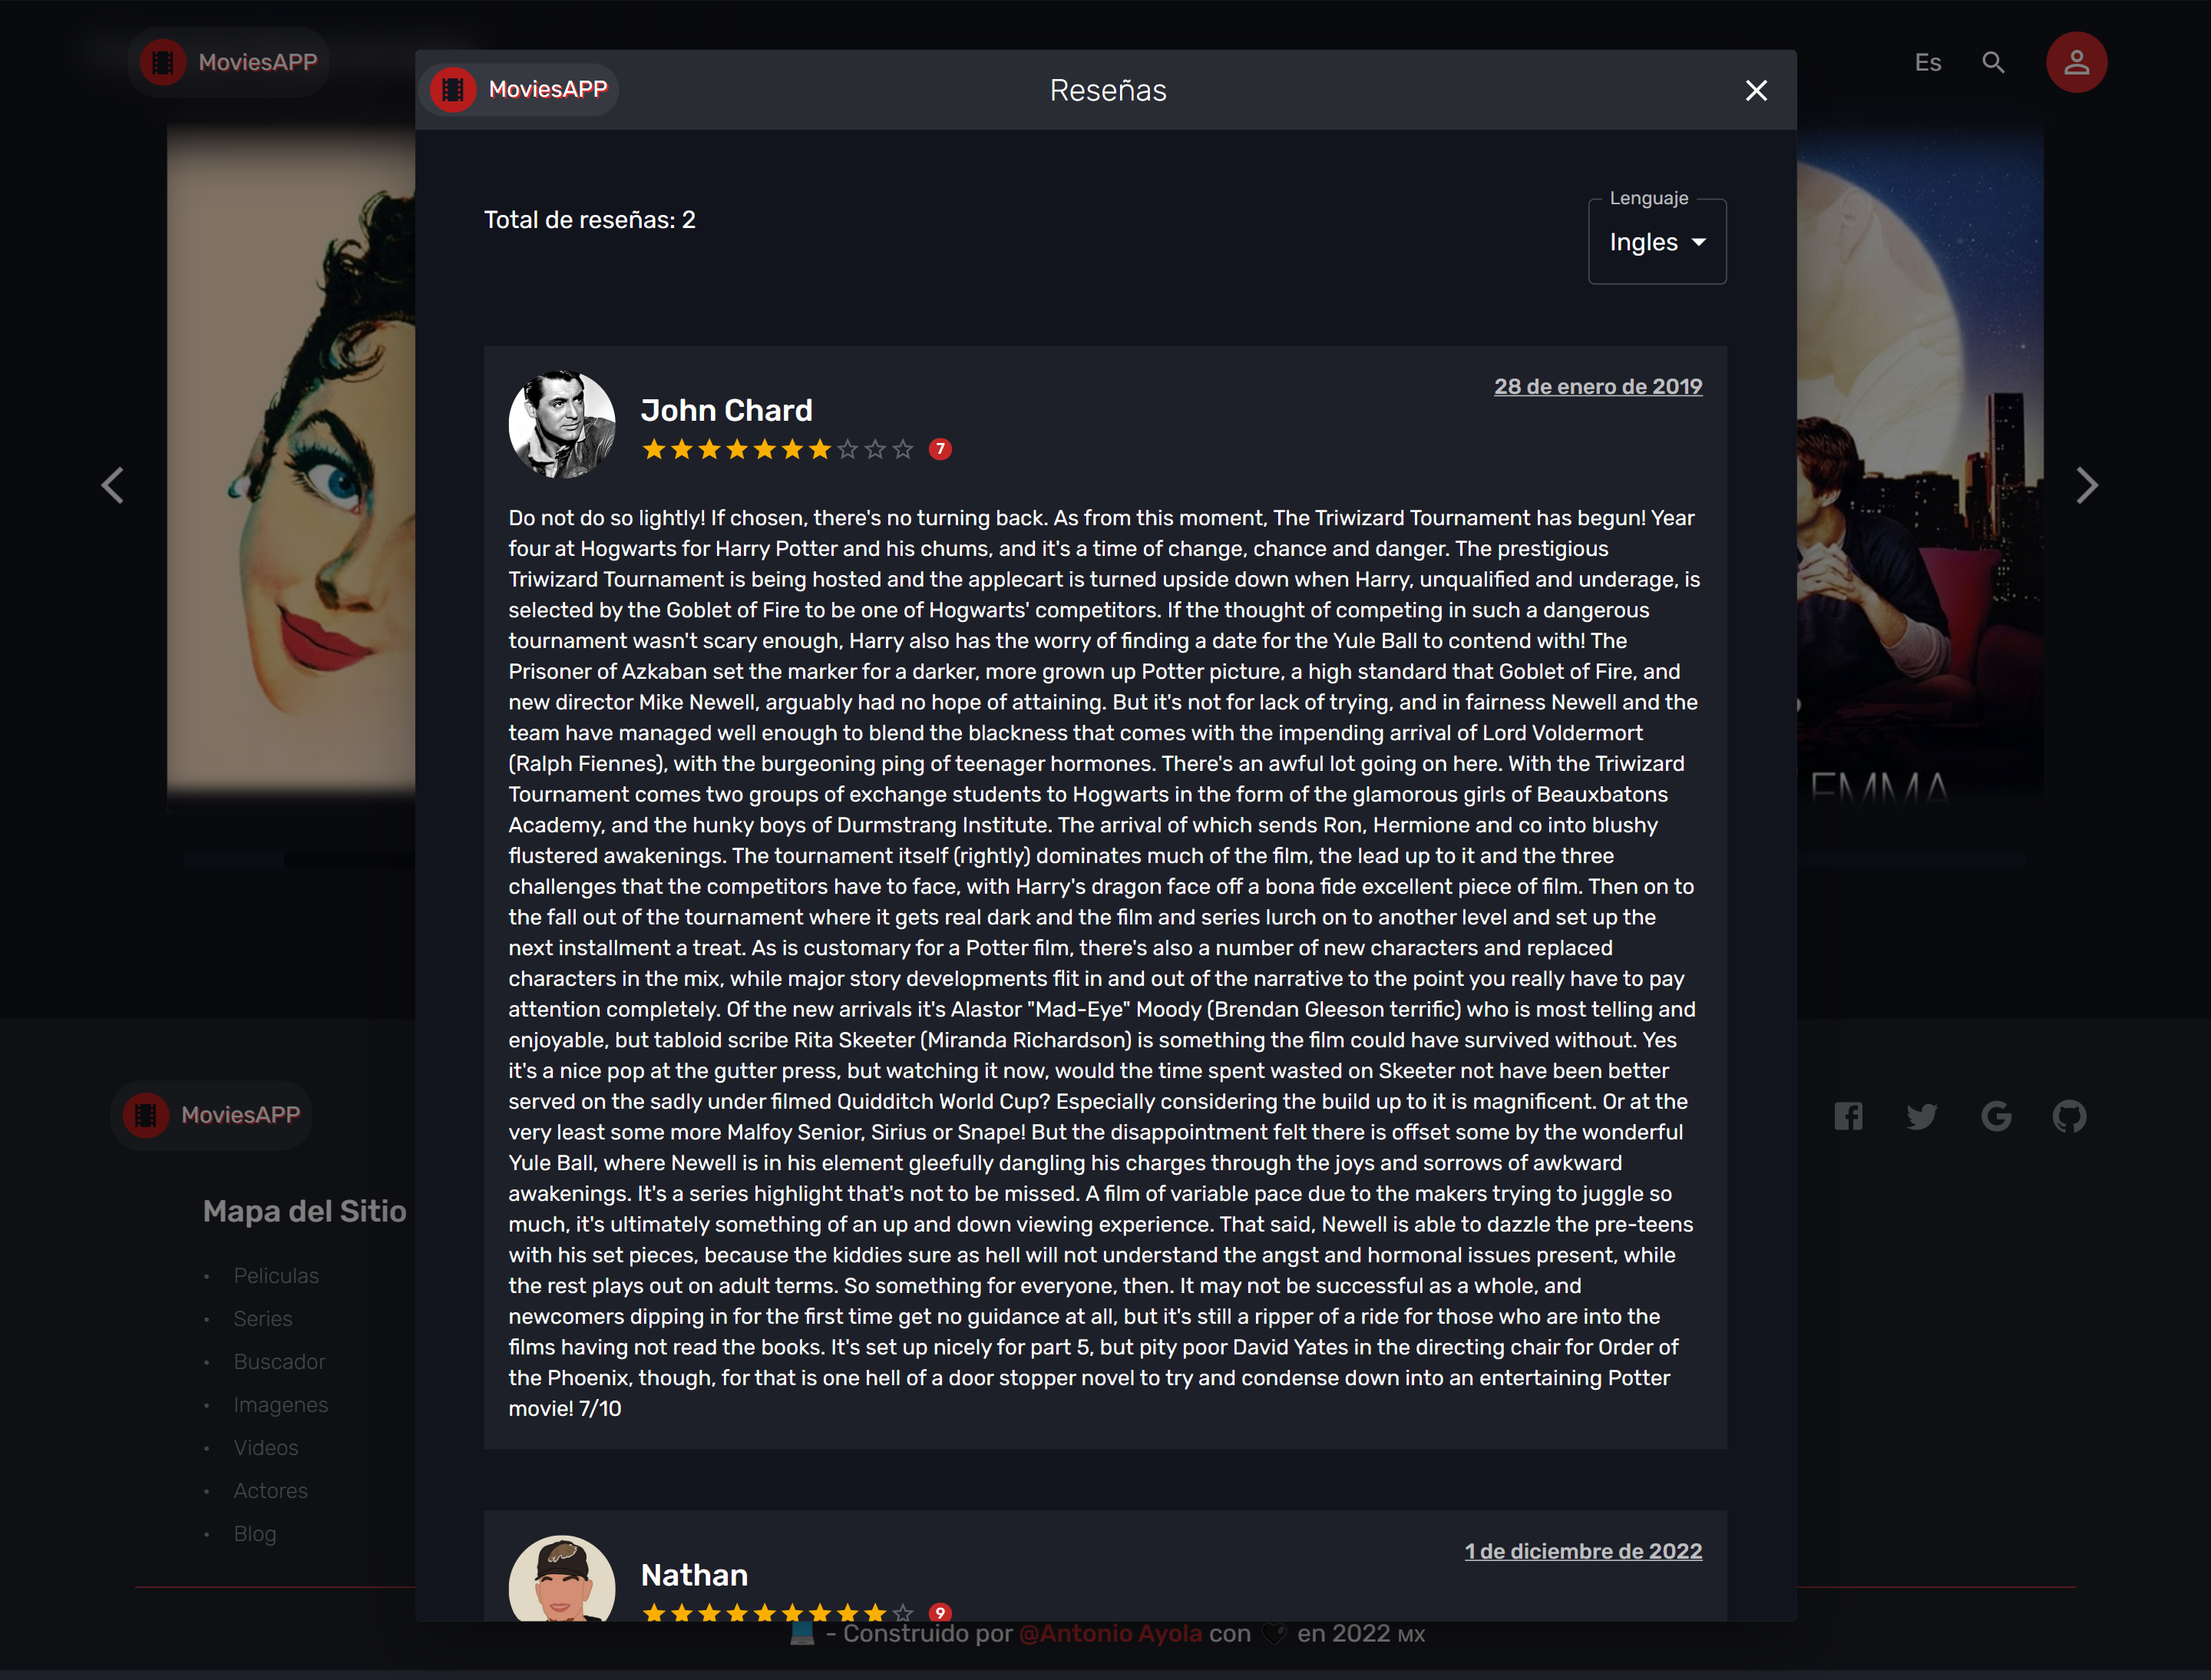 MoviesAPP
Es
MoviesAPP
Reseñas
Total de reseñas: 2
Lenguaje
Ingles
John Chard
28 de enero de 2019
7
Do not do so lightly! If chosen, there's no turning back. As from this moment, The Triwizard Tournament has begun! Year
four at Hogwarts for Harry Potter and his chums, and it's a time of change, chance and danger. The prestigious
Triwizard Tournament is being hosted and the applecart is turned upside down when Harry, unqualified and underage, is
selected by the Goblet of Fire to be one of Hogwarts' competitors. If the thought of competing in such a dangerous
tournament wasn't scary enough, Harry also has the worry of finding a date for the Yule Ball to contend with! The
Prisoner of Azkaban set the marker for a darker, more grown up Potter picture, a high standard that Goblet of Fire, and
new director Mike Newell, arguably had no hope of attaining. But it's not for lack of trying, and in fairness Newell and the
team have managed well enough to blend the blackness that comes with the impending arrival of Lord Voldermort
(Ralph Fiennes), with the burgeoning ping of teenager hormones. There's an awful lot going on here. With the Triwizard
Tournament comes two groups of exchange students to Hogwarts in the form of the glamorous girls of Beauxbatons
Academy, and the hunky boys of Durmstrang Institute. The arrival of which sends Ron, Hermione and co into blushy
flustered awakenings. The tournament itself (rightly) dominates much of the film, the lead up to it and the three
challenges that the competitors have to face, with Harry's dragon face off a bona fide excellent piece of film. Then on to
the fall out of the tournament where it gets real dark and the film and series lurch on to another level and set up the
next installment a treat. As is customary for a Potter film, there's also a number of new characters and replaced
characters in the mix, while major story developments flit in and out of the narrative to the point you really have to pay
attention completely. Of the new arrivals it's Alastor "Mad-Eye" Moody (Brendan Gleeson terrific) who is most telling and
enjoyable, but tabloid scribe Rita Skeeter (Miranda Richardson) is something the film could have survived without. Yes
it's a nice pop at the gutter press, but watching it now, would the time spent wasted on Skeeter not have been better
served on the sadly under filmed Quidditch World Cup? Especially considering the build up to it is magnificent. Or at the
very least some more Malfoy Senior, Sirius or Snape! But the disappointment felt there is offset some by the wonderful
Yule Ball, where Newell is in his element gleefully dangling his charges through the joys and sorrows of awkward
awakenings. It's a series highlight that's not to be missed. A film of variable pace due to the makers trying to juggle so
much, it's ultimately something of an up and down viewing experience. That said, Newell is able to dazzle the pre-teens
with his set pieces, because the kiddies sure as hell will not understand the angst and hormonal issues present, while
the rest plays out on adult terms. So something for everyone, then. It may not be successful as a whole, and
newcomers dipping in for the first time get no guidance at all, but it's still a ripper of a ride for those who are into the
films having not read the books. It's set up nicely for part 5, but pity poor David Yates in the directing chair for Order of
the Phoenix, though, for that is one hell of a door stopper novel to try and condense down into an entertaining Potter
movie! 7/10
Nathan
1 de diciembre de 2022
9
EMMA
MoviesAPP
Mapa del Sitio
• Peliculas
• Series
• Buscador
• Imagenes
• Videos
• Actores
• Blog
- Construido por @Antonio Ayola con 🖤 en 2022 MX